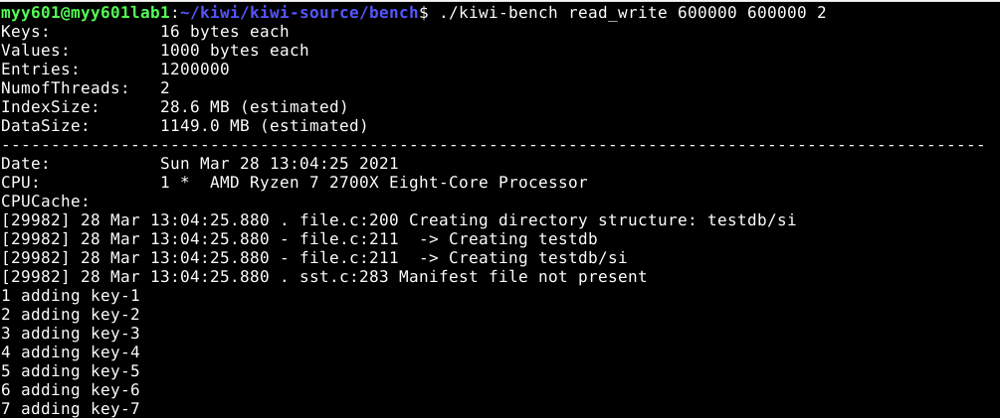 myy601@myy601lab1:~/kiwi/kiwi-source/bench$ ./kiwi-bench read_write 600000 600000 2
Keys:           16 bytes each
Values:         1000 bytes each
Entries:        1200000
NumofThreads:   2
IndexSize:      28.6 MB (estimated)
DataSize:       1149.0 MB (estimated)
---------------------------------------------------------------------------------------------------
Date:           Sun Mar 28 13:04:25 2021
CPU:            1 *  AMD Ryzen 7 2700X Eight-Core Processor
CPUCache:
[29982] 28 Mar 13:04:25.880 . file.c:200 Creating directory structure: testdb/si
[29982] 28 Mar 13:04:25.880 - file.c:211  -> Creating testdb
[29982] 28 Mar 13:04:25.880 - file.c:211  -> Creating testdb/si
[29982] 28 Mar 13:04:25.880 . sst.c:283 Manifest file not present
1 adding key-1
2 adding key-2
3 adding key-3
4 adding key-4
5 adding key-5
6 adding key-6
7 adding key-7